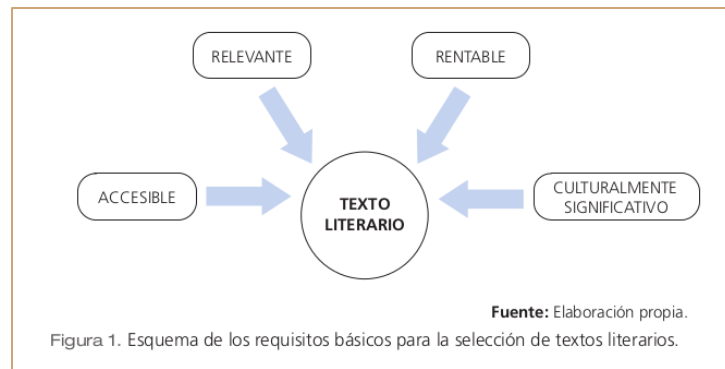 RELEVANTE
RENTABLE
ACCESIBLE
TEXTO
LITERARIO
CULTURALMENTE
SIGNIFICATIVO
Fuente: Elaboración propia.
Figura 1. Esquema de los requisitos básicos para la selección de textos literarios.